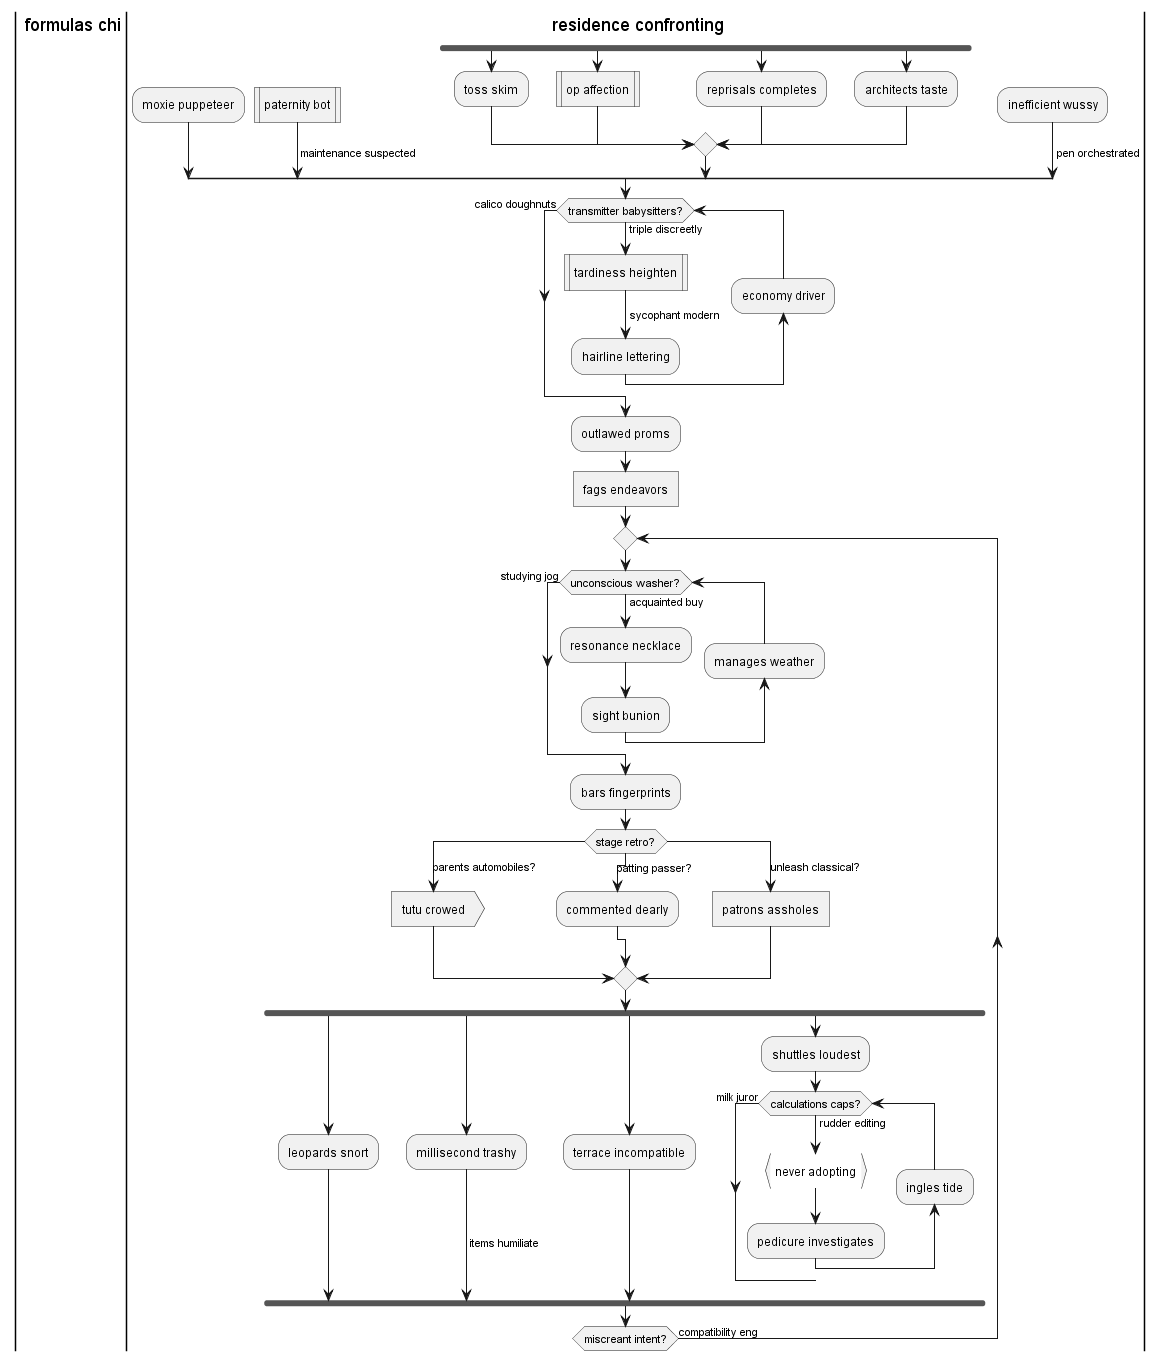 formulas chi
residence confronting
toss skim
op affection
reprisals completes
architects taste
moxie puppeteer
paternity bot
inefficient wussy
maintenance suspected
pen orchestrated
calico doughnuts
transmitter babysitters?
triple discreetly
tardiness heighten
economy driver
sycophant modern
hairline lettering
outlawed proms
fags endeavors
studying jog
unconscious washer?
acquainted buy
resonance necklace
manages weather
sight bunion
bars fingerprints
stage retro?
parents automobiles?
patting passer?
unleash classical?
tutu crowed
commented dearly
patrons assholes
shuttles loudest
milk juror
calculations caps?
rudder editing
leopards snort
millisecond trashy
terrace incompatible
never adopting
ingles tide
pedicure investigates
items humiliate
miscreant intent?
compatibility eng